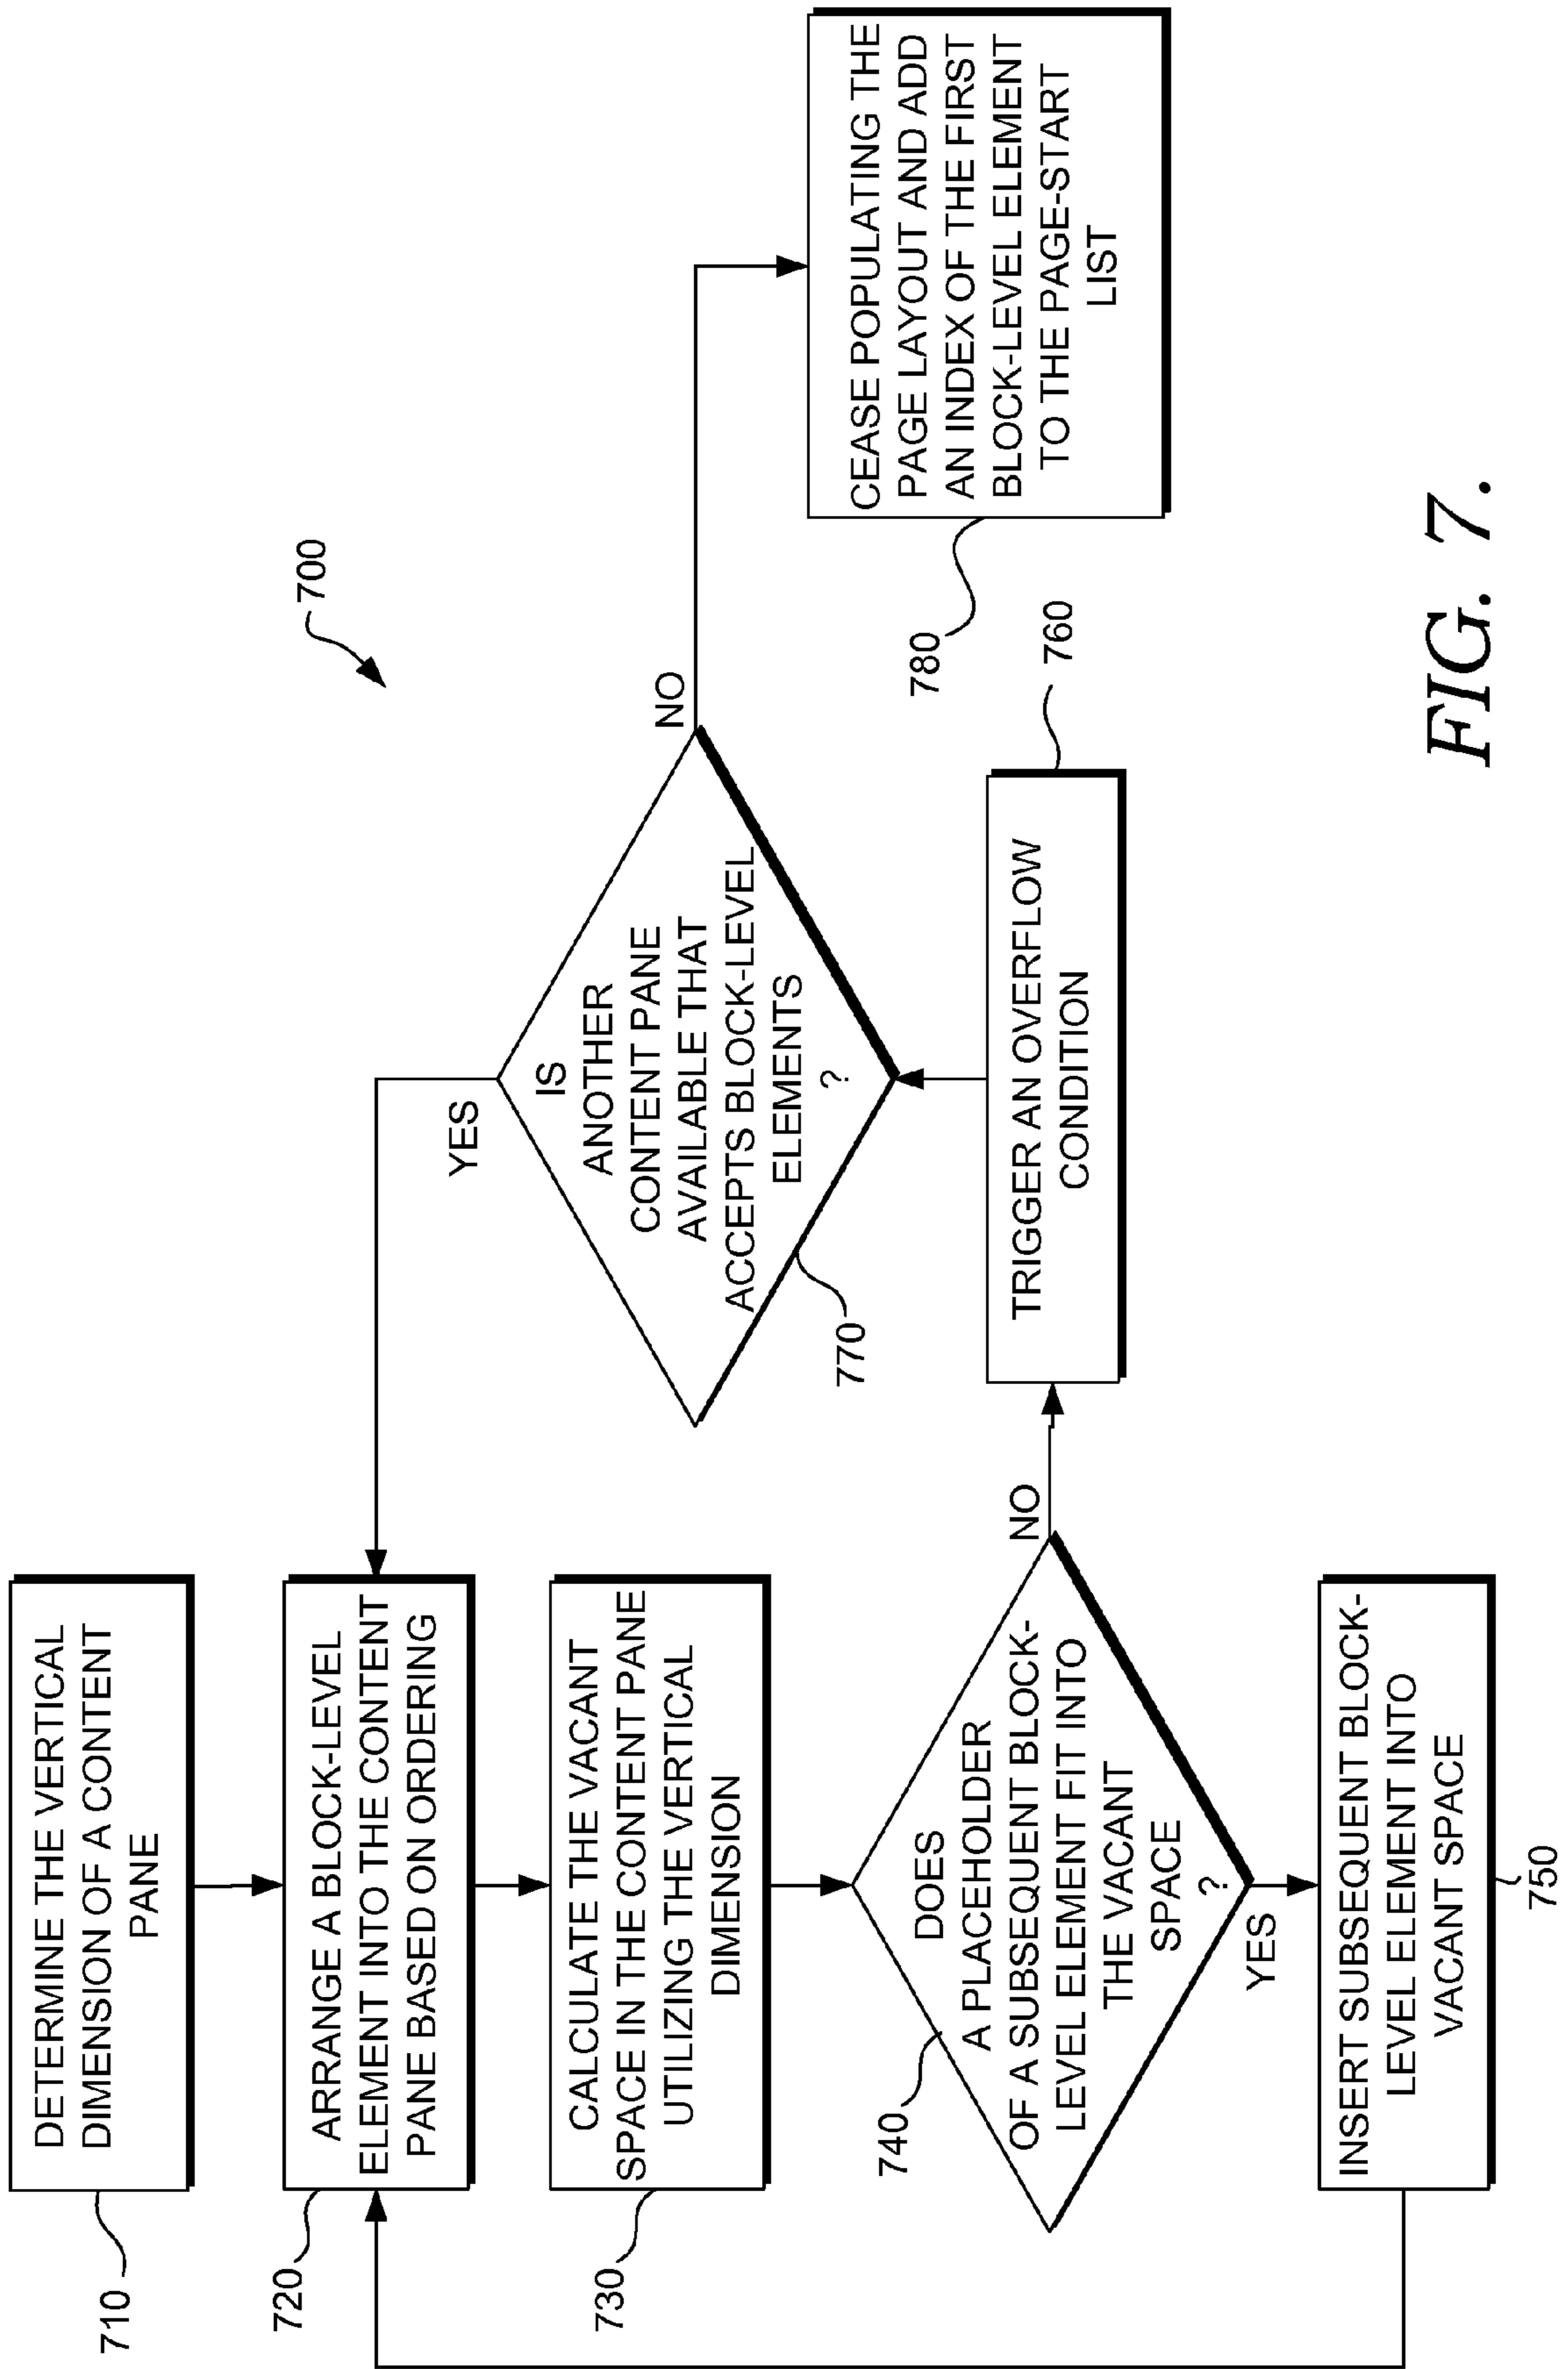 700
710
DETERMINE THE VERTICAL
DIMENSION OF A CONTENT
PANE
720
ARRANGE A BLOCK-LEVEL
ELEMENT INTO THE CONTENT
PANE BASED ON ORDERING
730
CALCULATE THE VACANT
SPACE IN THE CONTENT PANE
UTILIZING THE VERTICAL
DIMENSION
740
DOES
A PLACEHOLDER
OF A SUBSEQUENT BLOCK-
LEVEL ELEMENT FIT INTO
THE VACANT
SPACE
?
YES
NO
INSERT SUBSEQUENT BLOCK-
LEVEL ELEMENT INTO
VACANT SPACE
750
TRIGGER AN OVERFLOW
CONDITION
760
770
IS
ANOTHER
CONTENT PANE
AVAILABLE THAT
ACCEPTS BLOCK-LEVEL
ELEMENTS
?
YES
NO
780
CEASE POPULATING THE
PAGE LAYOUT AND ADD
AN INDEX OF THE FIRST
BLOCK-LEVEL ELEMENT
TO THE PAGE-START
LIST
FIG. 7.